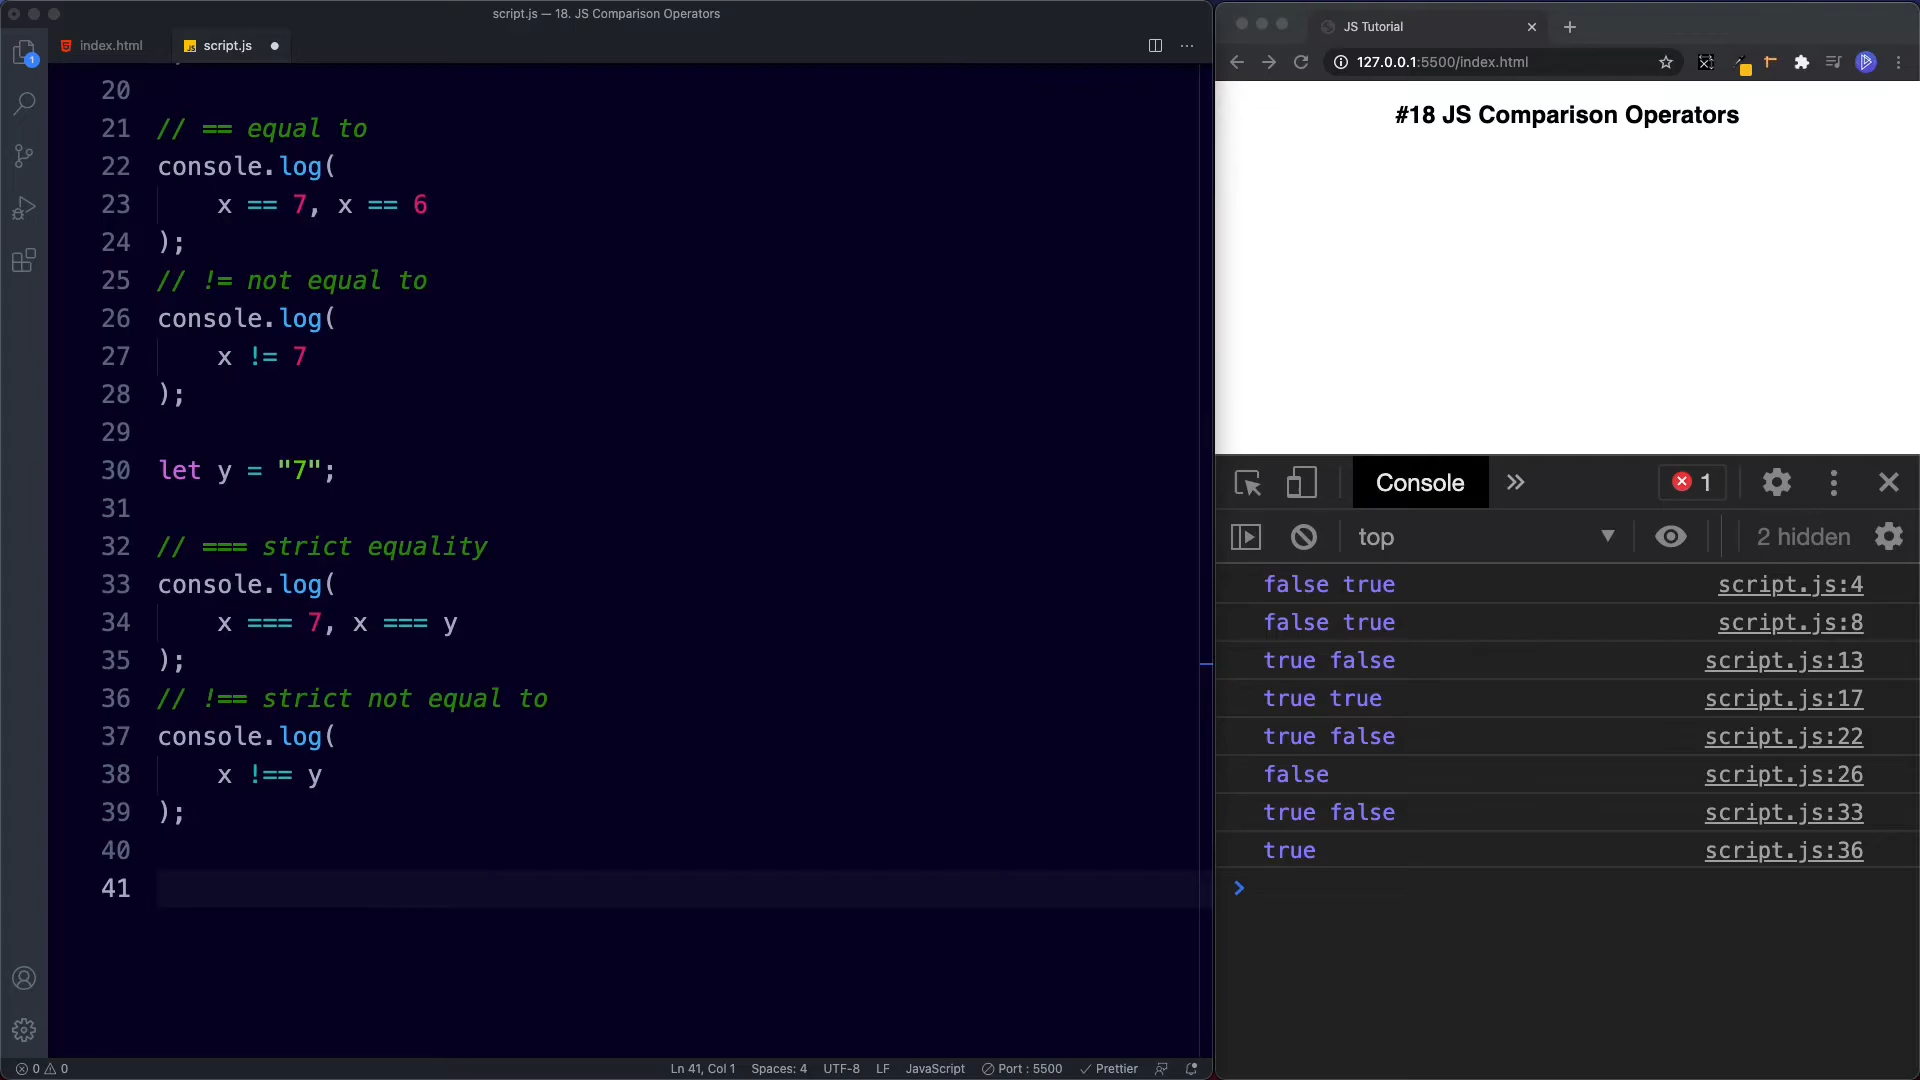 script.js — 18. JS Comparison Operators
index.html
script.js
1
20
21 // == equal to
22 console.log(
23 x == 7, x == 6
24 );
25 // != not equal to
26 console.log(
27 x != 7
28 );
29
30 let y = "7";
31
32 // === strict equality
33 console.log(
34 x === 7, x === y
35 );
36 // !== strict not equal to
37 console.log(
38 x !== y
39 );
40
41
0 0
Ln 41, Col 1 Spaces: 4 UTF-8 LF JavaScript Port : 5500 Prettier
JS Tutorial
127.0.0.1:5500/index.html
#18 JS Comparison Operators
Console 1
top 2 hidden
false true script.js:4
false true script.js:8
true false script.js:13
true true script.js:17
true false script.js:22
false script.js:26
true false script.js:33
true script.js:36